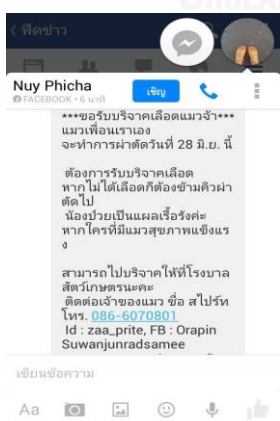 < ฟีดข่าว
Nuy Phicha
FACEBOOK • 6 นาที
เชิญ
***ขอรับบริจาคเลือดแมวจ้า***
แมวเพื่อนเราเอง
จะทำการผ่าตัดวันที่ 28 มิ.ย. นี้
ต้องการรับบริจาคเลือด
หากไม่ได้เลือดก็ต้องข้ามคิวผ่า
ตัดไป
น้องป่วยเป็นแผลเรื้อรังค่ะ
หากใครที่มีแมวสุขภาพแข็งแร
ง
สามารถไปบริจาคให้ที่โรงบาล
สัตว์เกษตรนะคะ
ติดต่อเจ้าของแมว ชื่อ สไปร์ท
โทร. 086-6070801
Id : zaa_prite, FB : Orapin
Suwanjunradsamee
เขียนข้อความ
Aa